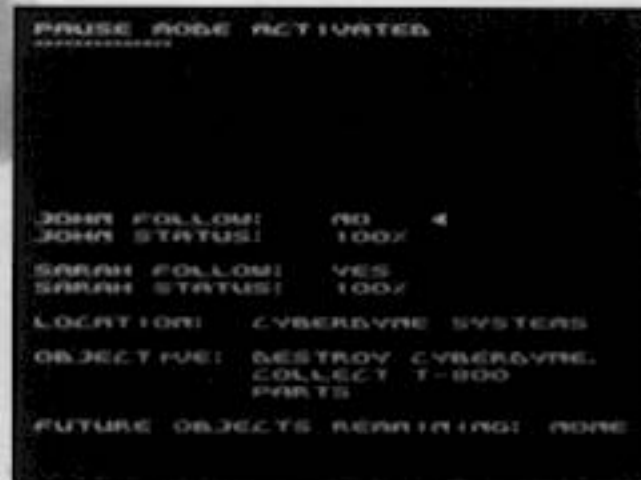 PAUSE MODE ACTIVATED
JOHN FOLLOW: NO
JOHN STATUS: 100%
SARAH FOLLOW: YES
SARAH STATUS: 100%
LOCATION: CYBERDYNE SYSTEMS
OBJECTIVE: DESTROY CYBERDYNE.
COLLECT T-800
PARTS
FUTURE OBJECTS REMAINING: NONE